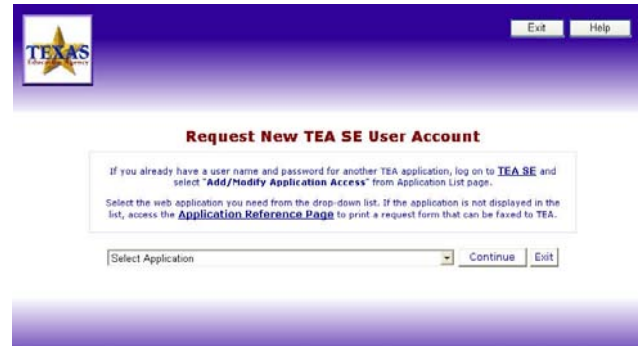 Exit Help
TEXAS
Education Agency
Request New TEA SE User Account
If you already have a user name and password for another TEA application, log on to TEA SE and
select "Add/Modify Application Access" from Application List page.
Select the web application you need from the drop-down list. If the application is not displayed in the
list, access the Application Reference Page to print a request form that can be faxed to TEA.
Select Application Continue Exit